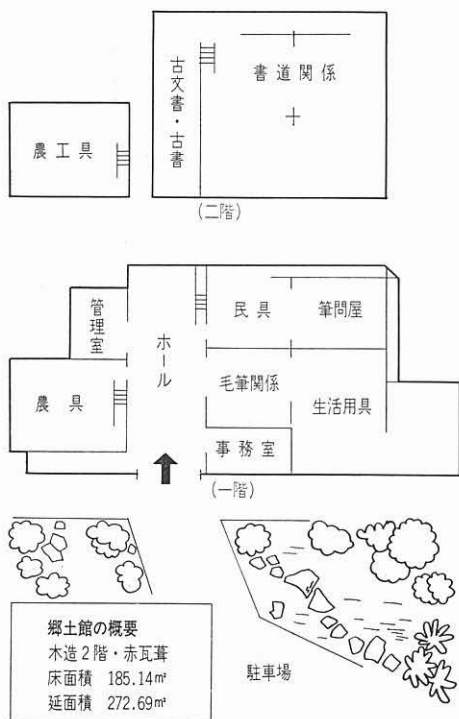 古文書・古書
書道関係
農工具
(二階)
管理室
ホール
民具
筆問屋
農具
毛筆関係
生活用具
事務室
(一階)
郷土館の概要
木造2階・赤瓦葺
床面積 185.14㎡
延面積 272.69㎡
駐車場